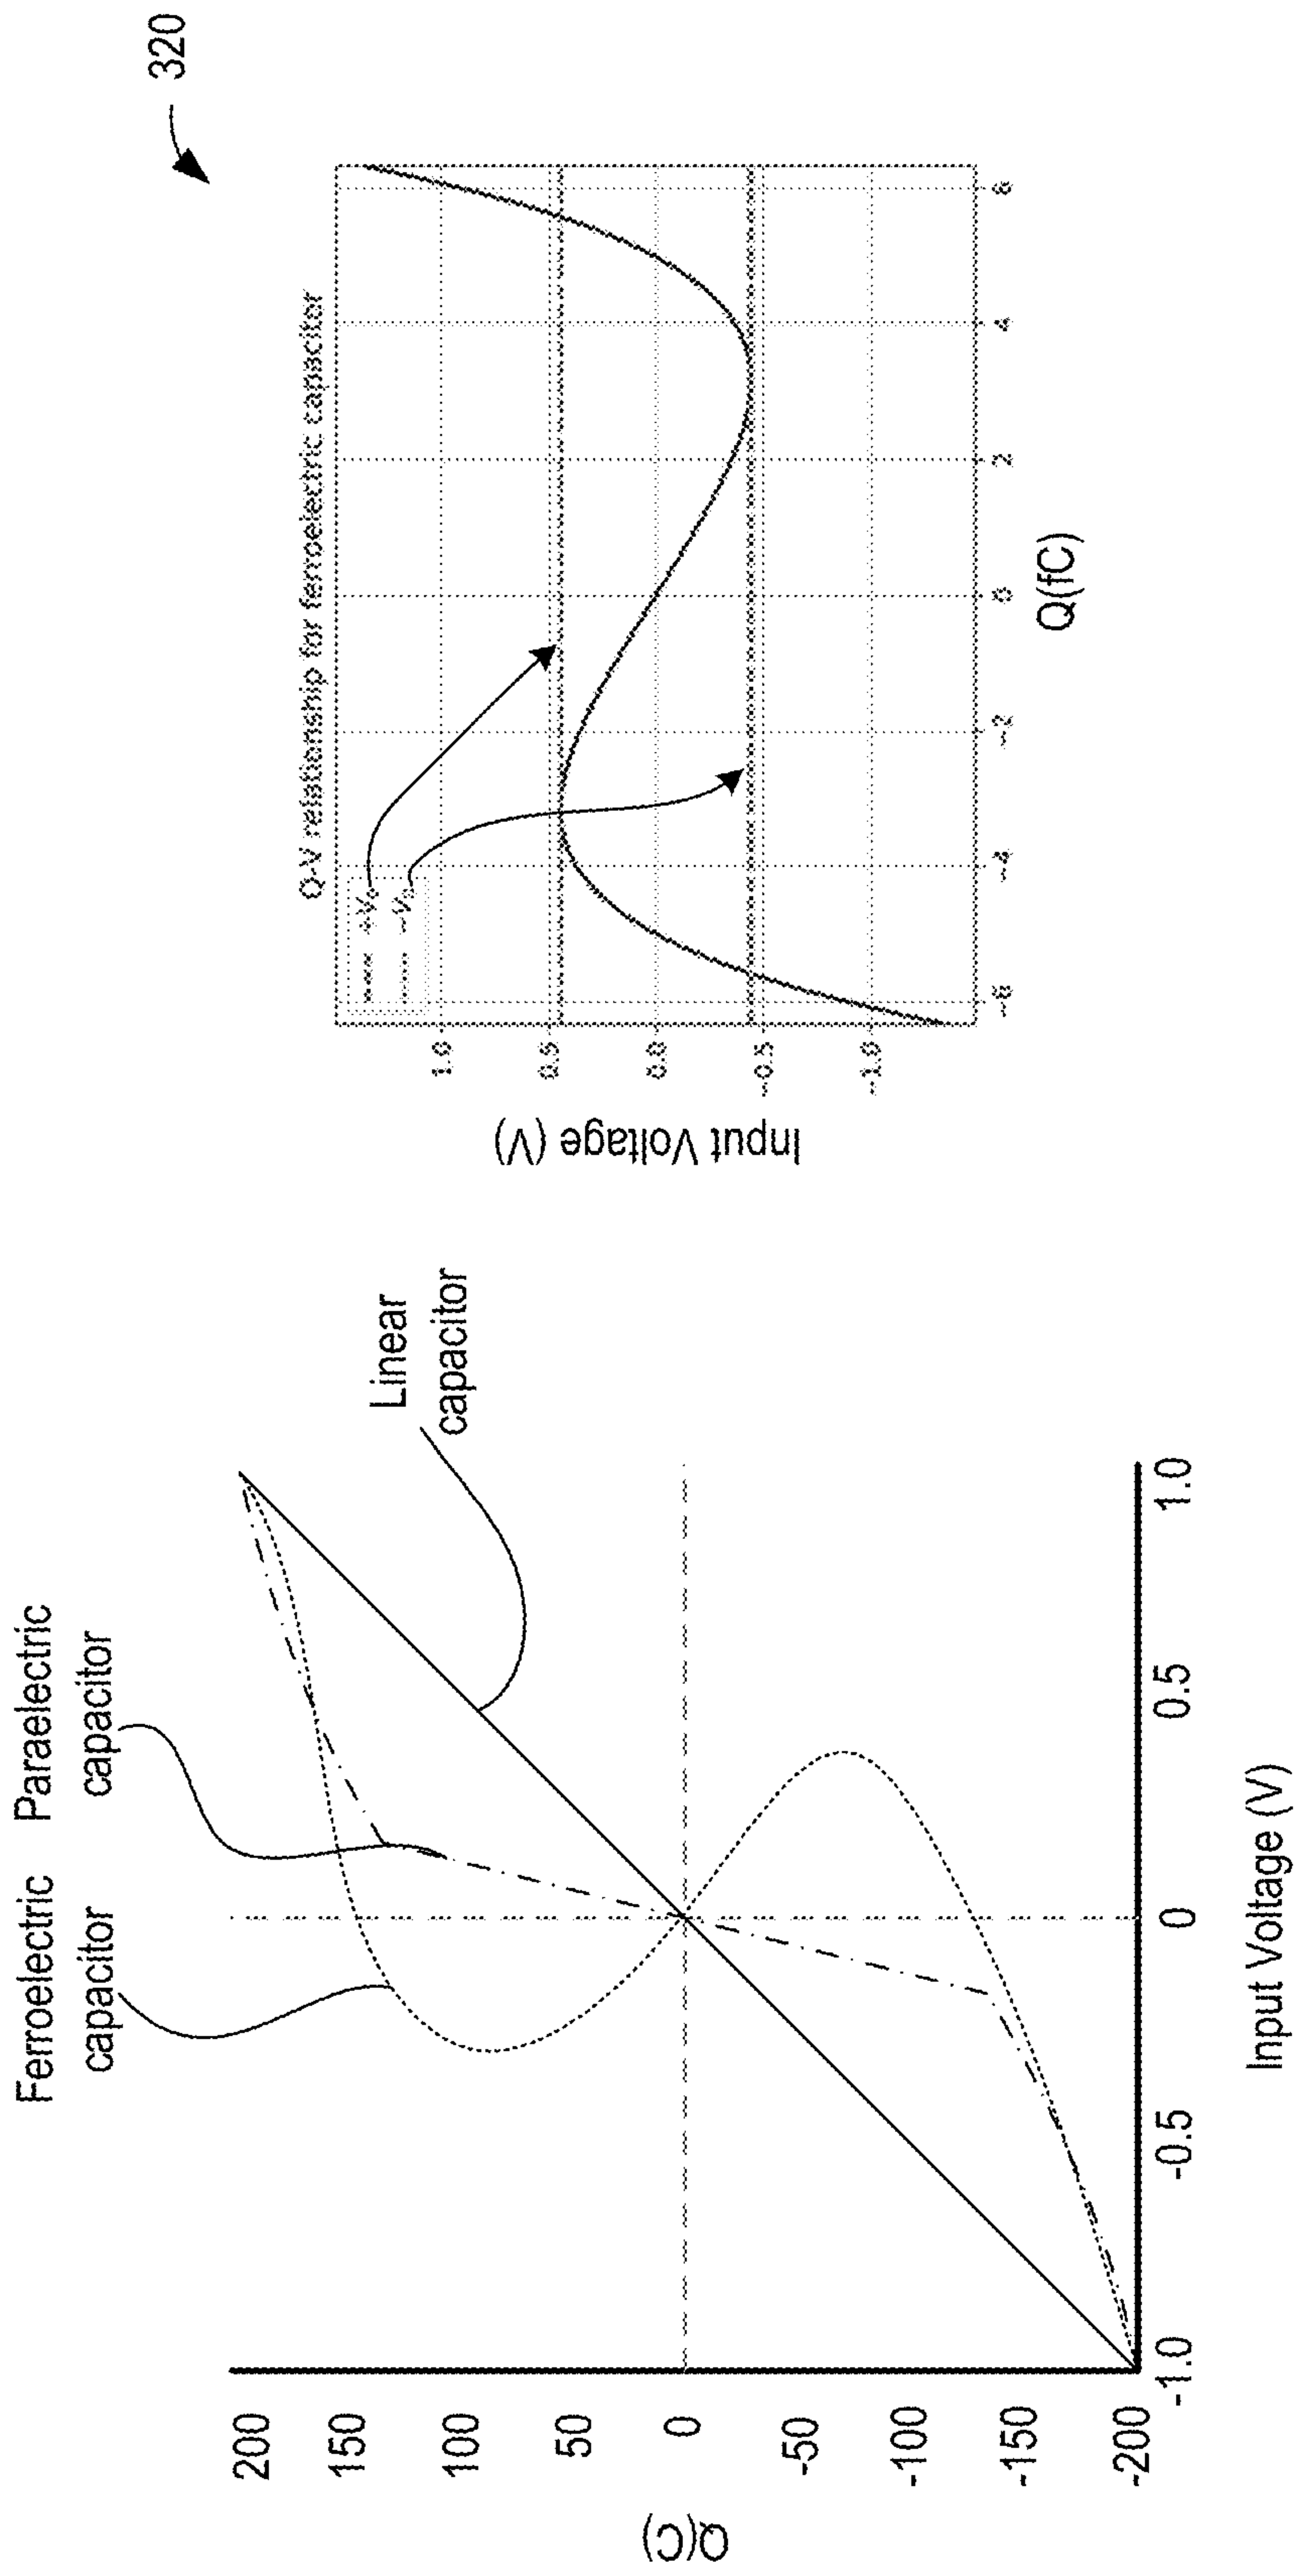 Ferroelectric
capacitor
Paraelectric
capacitor
Linear
capacitor
Q(C)
200
150
100
50
0
-50
-100
-150
-200
-1.0
-0.5
0
0.5
1.0
Input Voltage (V)
320
Q-V relationship for ferroelectric capacitor
+V₀
-V₀
Input Voltage (V)
1.0
0.5
0.0
-0.5
-1.0
-6
-4
-2
0
2
4
6
Q(fC)